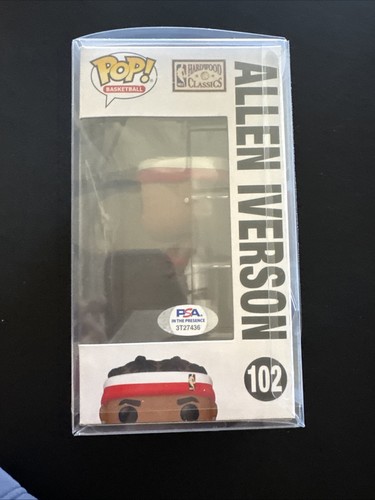 POP!
BASKETBALL
HARDWOOD
CLASSICS
ALLEN IVERSON
102
PSA
IN THE PRESENCE
3T27436